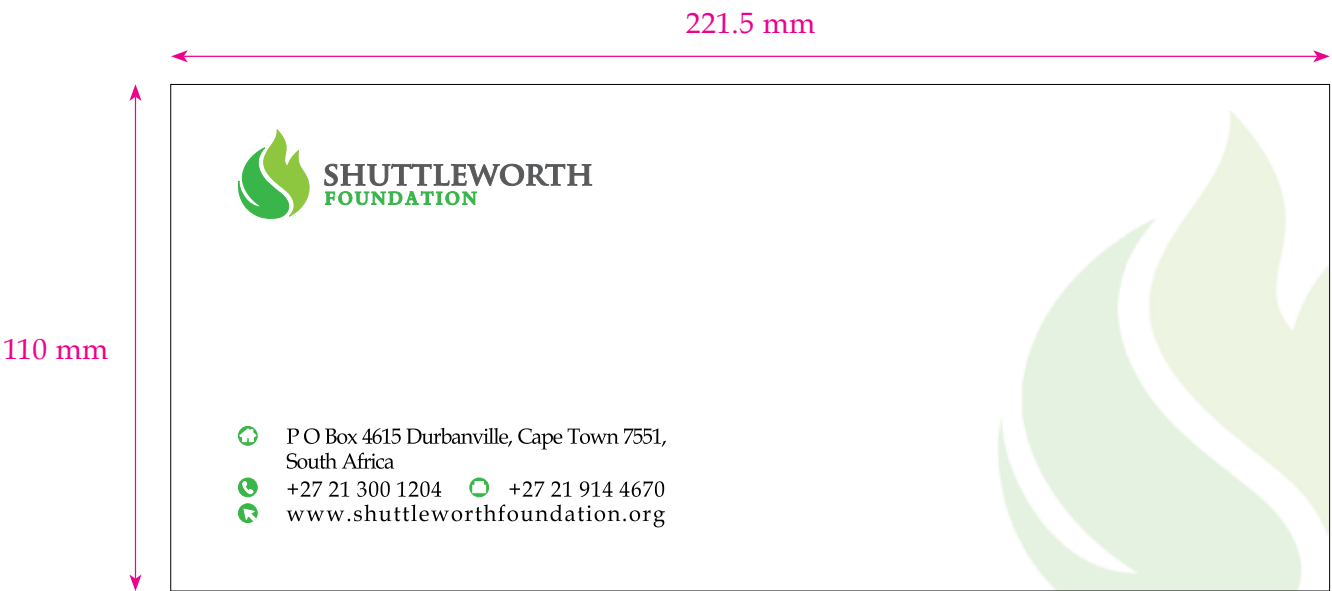 221.5 mm
110 mm
SHUTTLEWORTH
FOUNDATION
P O Box 4615 Durbanville, Cape Town 7551,
South Africa
+27 21 300 1204 +27 21 914 4670
www.shuttleworthfoundation.org